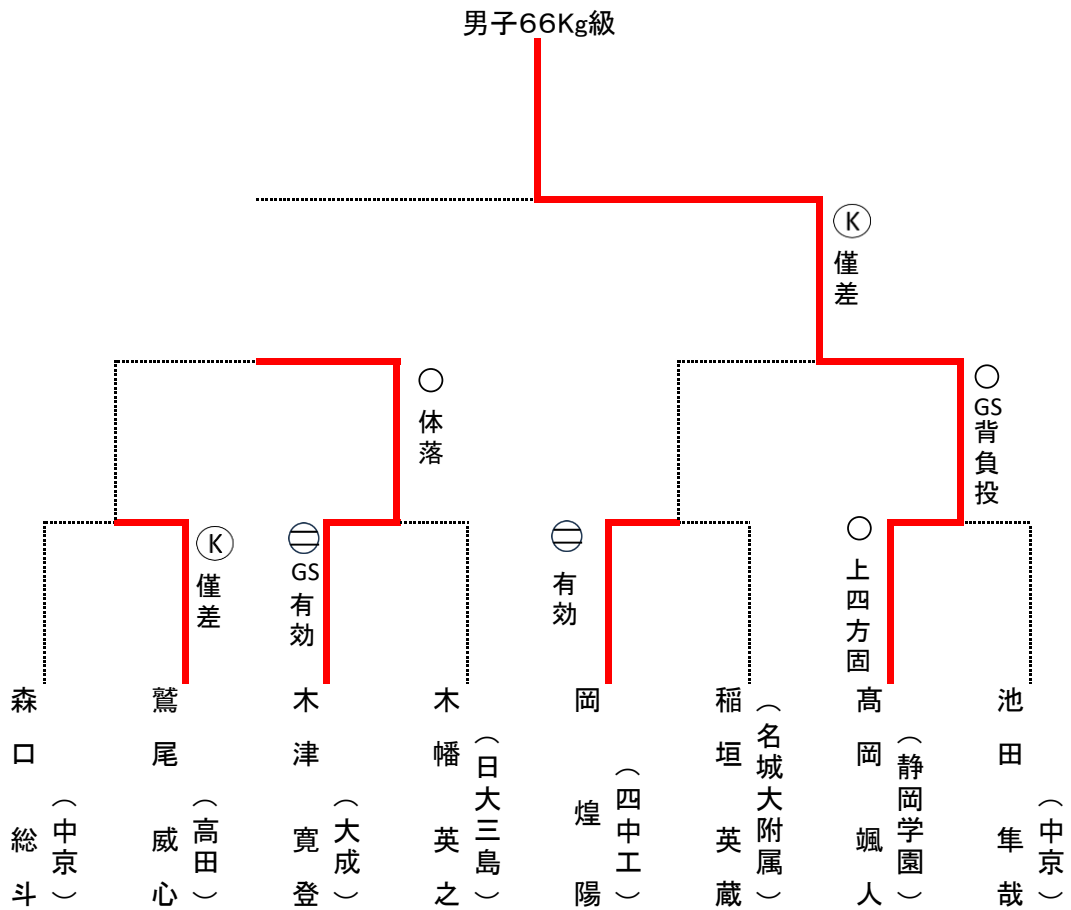 男子66Kg級
K
僅差
○
体落
○
GS
背負投
K
僅差
GS
有効
有効
○
上四方固
森口 総斗
(中京)
鷲尾 威心
(高田)
木津 寛登
(大成)
木幡 英之
(日大三島)
岡 煌陽
(四中工)
稲垣 英蔵
(名城大附属)
髙岡 颯人
(静岡学園)
池田 隼哉
(中京)